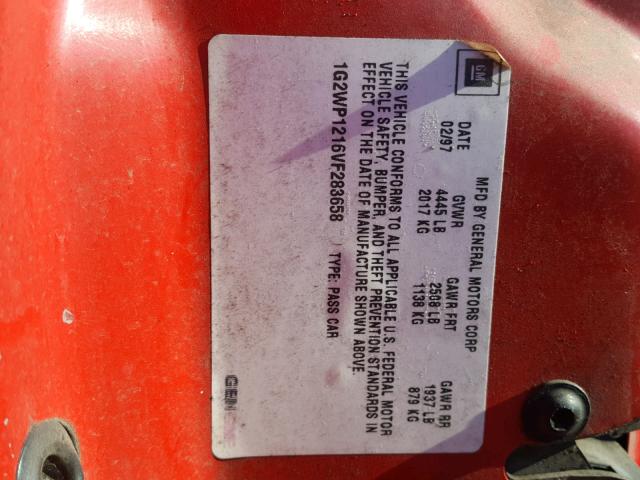 GM
MFD BY GENERAL MOTORS CORP
DATE GVWR GAWR FRT GAWR RR
02/97 4445 LB 2508 LB 1937 LB
2017 KG 1138 KG 879 KG
THIS VEHICLE CONFORMS TO ALL APPLICABLE U.S. FEDERAL MOTOR
VEHICLE SAFETY, BUMPER, AND THEFT PREVENTION STANDARDS IN
EFFECT ON THE DATE OF MANUFACTURE SHOWN ABOVE.
1G2WP1216VF283658 TYPE: PASS CAR